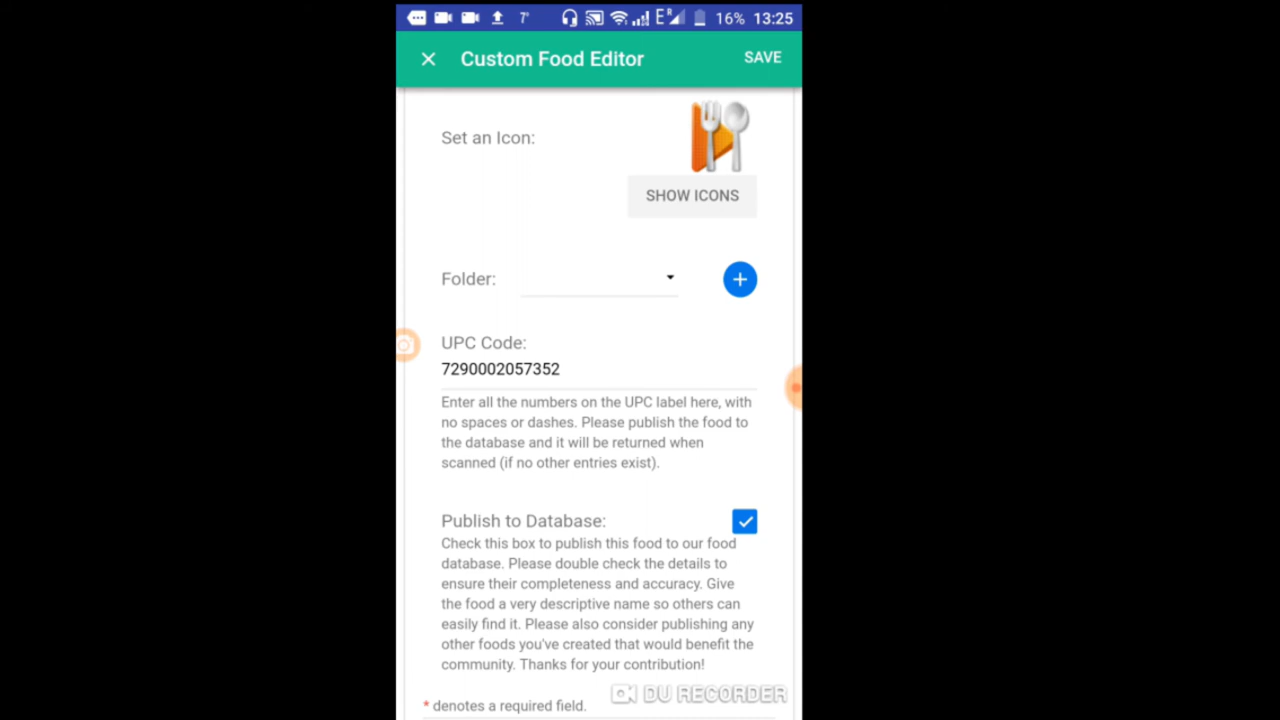 7° E R 16% 13:25
Custom Food Editor SAVE
Set an Icon:
SHOW ICONS
Folder:
UPC Code:
7290002057352
Enter all the numbers on the UPC label here, with
no spaces or dashes. Please publish the food to
the database and it will be returned when
scanned (if no other entries exist).
Publish to Database:
Check this box to publish this food to our food
database. Please double check the details to
ensure their completeness and accuracy. Give
the food a very descriptive name so others can
easily find it. Please also consider publishing any
other foods you've created that would benefit the
community. Thanks for your contribution!
DU RECORDER
* denotes a required field.